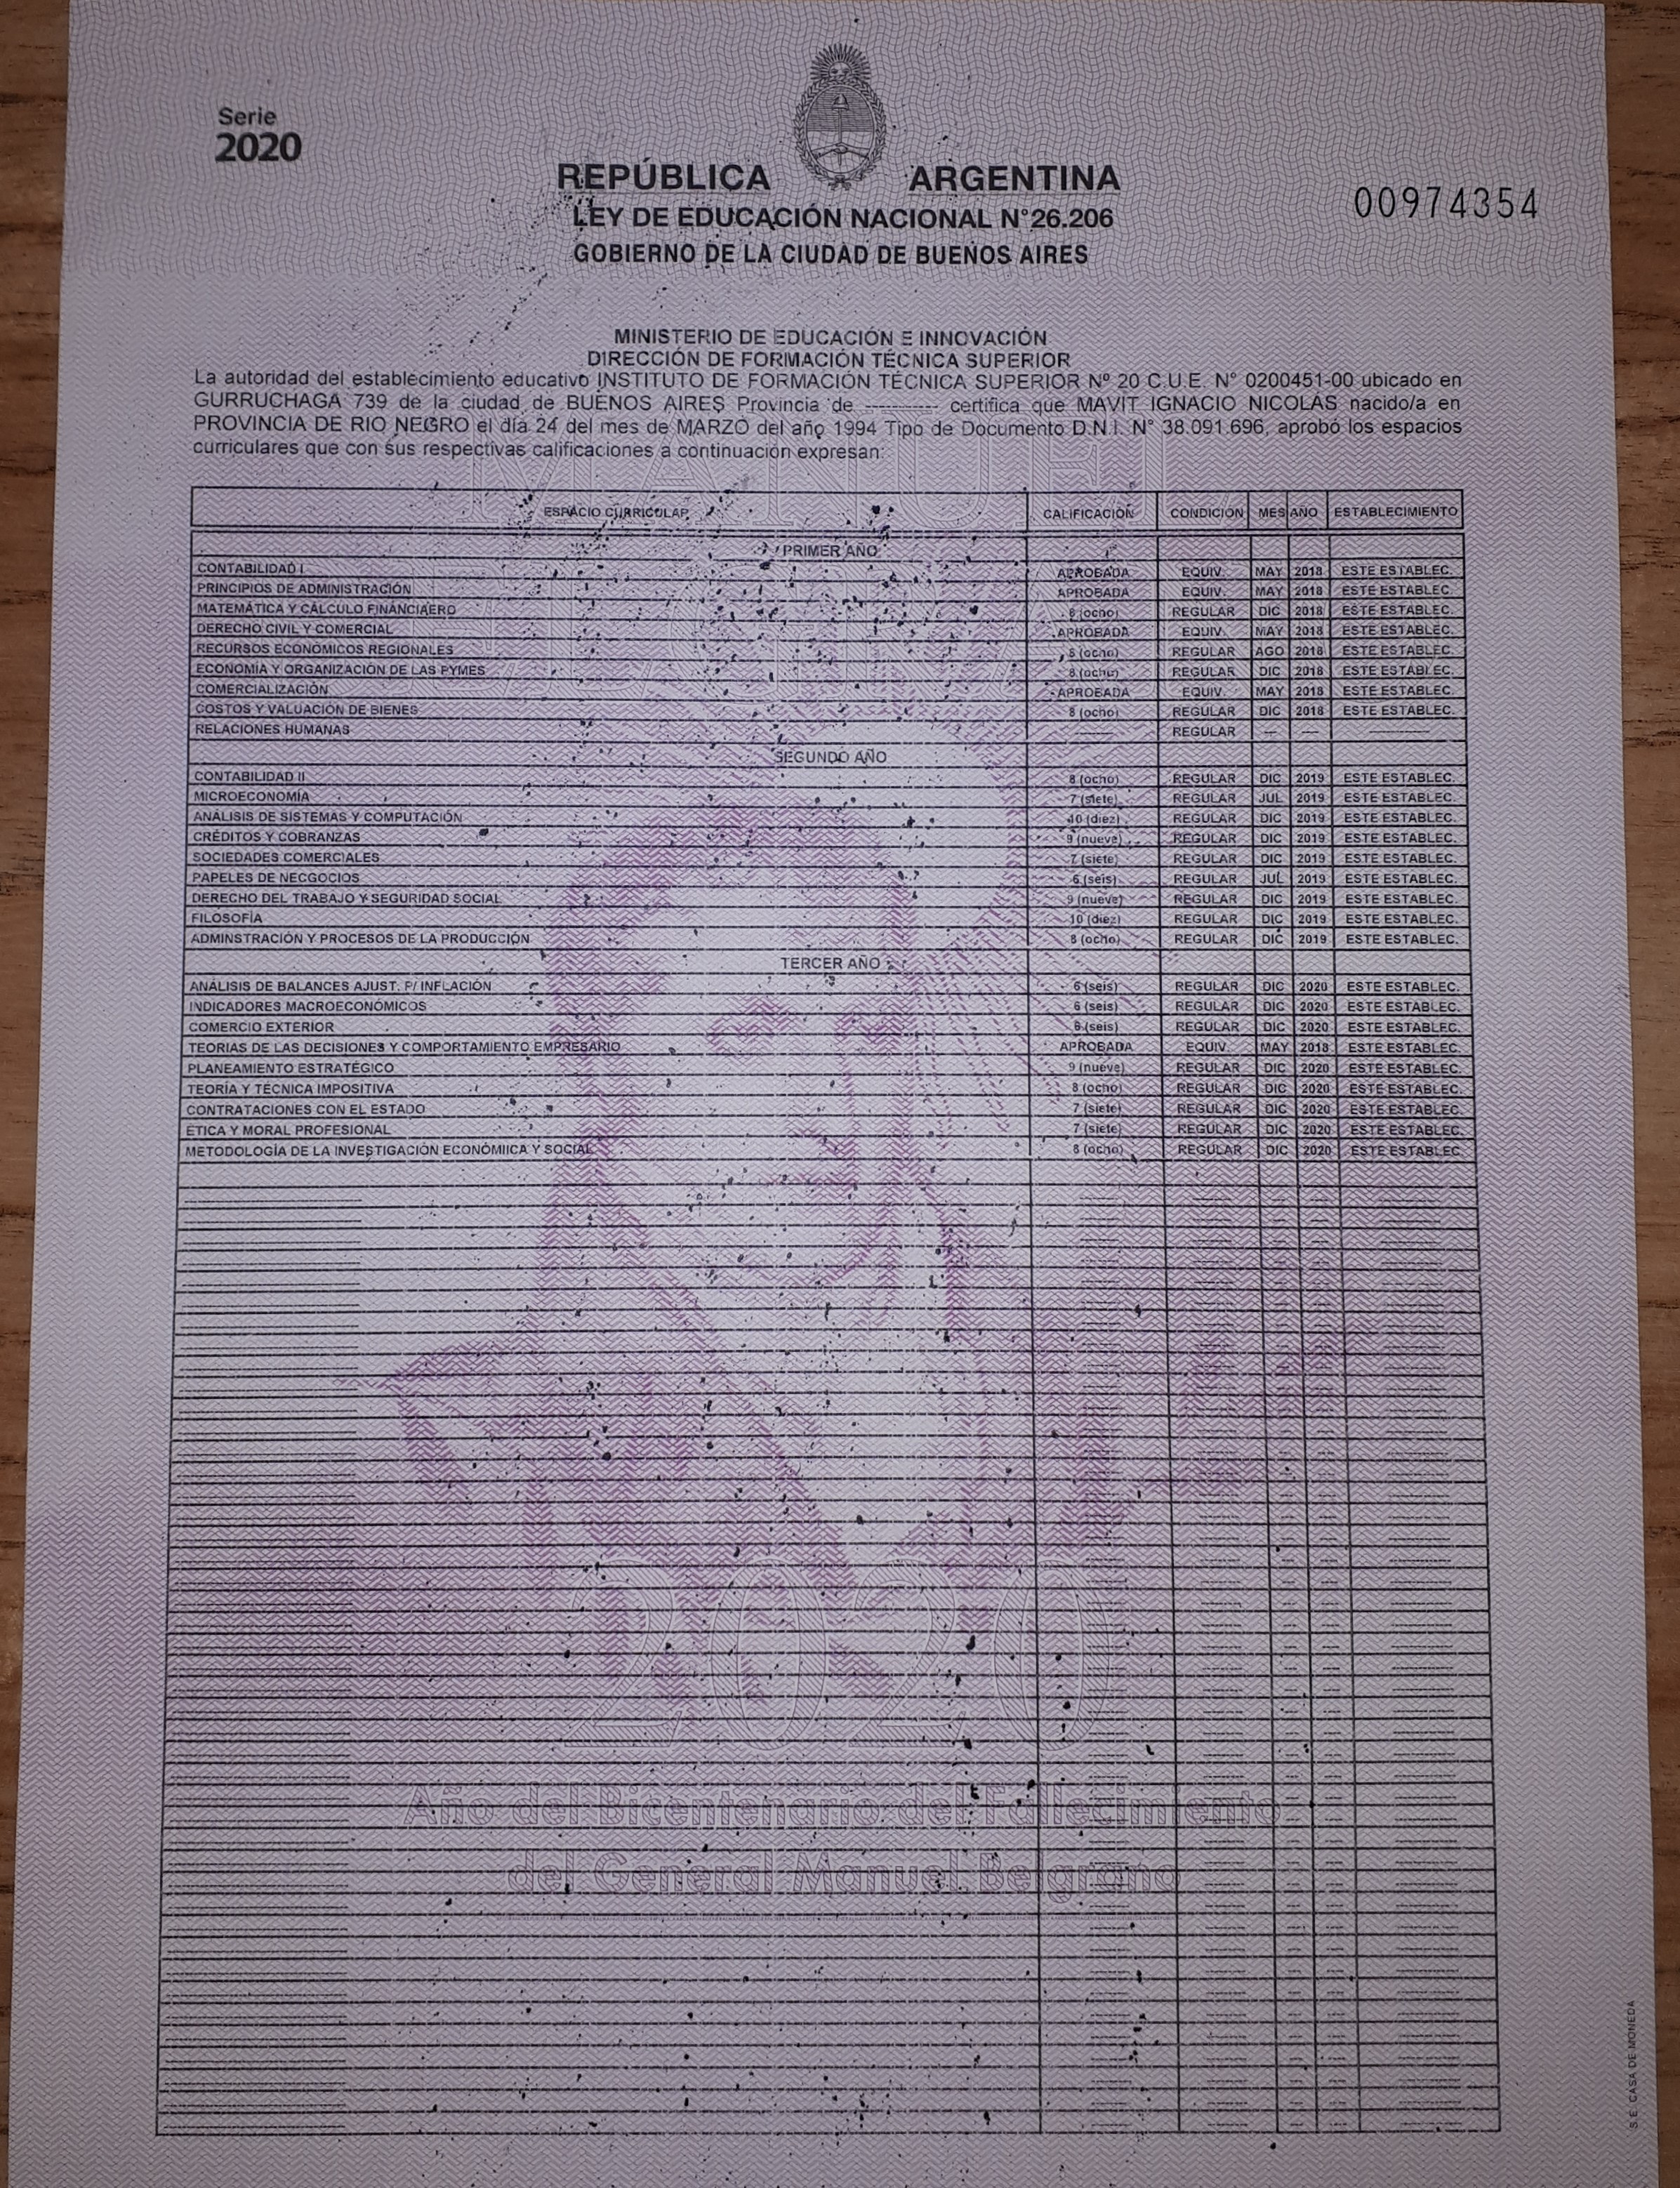 Serie
2020
REPÚBLICA ARGENTINA
LEY DE EDUCACIÓN NACIONAL N°26.206
GOBIERNO DE LA CIUDAD DE BUENOS AIRES
00974354
MINISTERIO DE EDUCACIÓN E INNOVACIÓN
DIRECCIÓN DE FORMACIÓN TÉCNICA SUPERIOR
La autoridad del establecimiento educativo INSTITUTO DE FORMACIÓN TÉCNICA SUPERIOR Nº 20 C.U.E. N° 0200451-00 ubicado en
GURRUCHAGA 739 de la ciudad de BUENOS AIRES Provincia de ---------- certifica que MAVIT IGNACIO NICOLÁS nacido/a en
PROVINCIA DE RIO NEGRO el día 24 del mes de MARZO del año 1994 Tipo de Documento D.N.I. N° 38.091.696, aprobó los espacios
curriculares que con sus respectivas calificaciones a continuación expresan:
ESPACIO CURRICULAR CALIFICACIÓN CONDICIÓN MES AÑO ESTABLECIMIENTO
PRIMER AÑO
CONTABILIDAD I APROBADA EQUIV. MAY 2018 ESTE ESTABLEC.
PRINCIPIOS DE ADMINISTRACIÓN APROBADA EQUIV. MAY 2018 ESTE ESTABLEC.
MATEMÁTICA Y CÁLCULO FINANCIAERO 8 (ocho) REGULAR DIC 2018 ESTE ESTABLEC.
DERECHO CIVIL Y COMERCIAL APROBADA EQUIV. MAY 2018 ESTE ESTABLEC.
RECURSOS ECONÓMICOS REGIONALES 8 (ocho) REGULAR AGO 2018 ESTE ESTABLEC.
ECONOMÍA Y ORGANIZACIÓN DE LAS PYMES 8 (ocho) REGULAR DIC 2018 ESTE ESTABLEC.
COMERCIALIZACIÓN APROBADA EQUIV. MAY 2018 ESTE ESTABLEC.
COSTOS Y VALUACIÓN DE BIENES 8 (ocho) REGULAR DIC 2018 ESTE ESTABLEC.
RELACIONES HUMANAS -------- REGULAR --- --- ------------
SEGUNDO AÑO
CONTABILIDAD II 8 (ocho) REGULAR DIC 2019 ESTE ESTABLEC.
MICROECONOMÍA 7 (siete) REGULAR JUL 2019 ESTE ESTABLEC.
ANÁLISIS DE SISTEMAS Y COMPUTACIÓN 10 (diez) REGULAR DIC 2019 ESTE ESTABLEC.
CRÉDITOS Y COBRANZAS 9 (nueve) REGULAR DIC 2019 ESTE ESTABLEC.
SOCIEDADES COMERCIALES 7 (siete) REGULAR DIC 2019 ESTE ESTABLEC.
PAPELES DE NECGOCIOS 6 (seis) REGULAR JUL 2019 ESTE ESTABLEC.
DERECHO DEL TRABAJO Y SEGURIDAD SOCIAL 9 (nueve) REGULAR DIC 2019 ESTE ESTABLEC.
FILOSOFÍA 10 (diez) REGULAR DIC 2019 ESTE ESTABLEC.
ADMINSTRACIÓN Y PROCESOS DE LA PRODUCCIÓN 8 (ocho) REGULAR DIC 2019 ESTE ESTABLEC.
TERCER AÑO
ANÁLISIS DE BALANCES AJUST. P/ INFLACIÓN 6 (seis) REGULAR DIC 2020 ESTE ESTABLEC.
INDICADORES MACROECONÓMICOS 6 (seis) REGULAR DIC 2020 ESTE ESTABLEC.
COMERCIO EXTERIOR 6 (seis) REGULAR DIC 2020 ESTE ESTABLEC.
TEORIAS DE LAS DECISIONES Y COMPORTAMIENTO EMPRESARIO APROBADA EQUIV. MAY 2018 ESTE ESTABLEC.
PLANEAMIENTO ESTRATÉGICO 9 (nueve) REGULAR DIC 2020 ESTE ESTABLEC.
TEORÍA Y TÉCNICA IMPOSITIVA 8 (ocho) REGULAR DIC 2020 ESTE ESTABLEC.
CONTRATACIONES CON EL ESTADO 7 (siete) REGULAR DIC 2020 ESTE ESTABLEC.
ETICA Y MORAL PROFESIONAL 7 (siete) REGULAR DIC 2020 ESTE ESTABLEC.
METODOLOGÍA DE LA INVESTIGACIÓN ECONÓMIICA Y SOCIAL 8 (ocho) REGULAR DIC 2020 ESTE ESTABLEC
MANUEL
BELGRANO
2020
Año del Bicentenario del Fallecimiento
del General Manuel Belgrano
S.E. CASA DE MONEDA